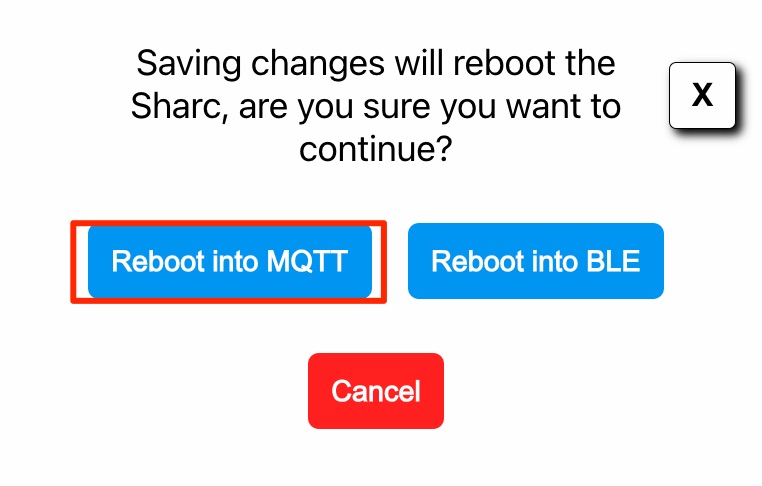 Saving changes will reboot the
Sharc, are you sure you want to
continue?
X
Reboot into MQTT
Reboot into BLE
Cancel